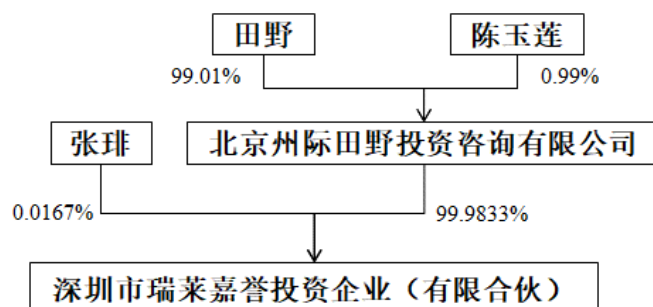 田野
陈玉莲
99.01%
0.99%
张琲
北京州际田野投资咨询有限公司
0.0167%
99.9833%
深圳市瑞莱嘉誉投资企业（有限合伙）